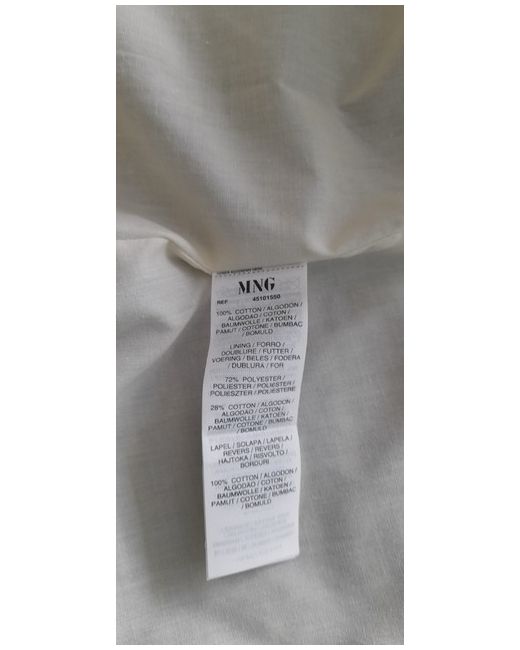 MNG
REF 45101550
100% COTTON / ALGODON /
ALGODAO / COTON /
BAUMWOLLE / KATOEN /
PAMUT / COTONE / BUMBAC
/ BOMULD
LINING / FORRO /
DOUBLURE / FUTTER /
VOERING / BELES / FODERA
/ DUBLURA / FOR
72% POLYESTER /
POLIESTER / POLIESTER /
POLIESZTER / POLIESTERE
28% COTTON / ALGODON /
ALGODAO / COTON /
BAUMWOLLE / KATOEN /
PAMUT / COTONE / BUMBAC
/ BOMULD
LAPEL / SOLAPA / LAPELA /
REVERS / REVERS /
HAJTOKA / RISVOLTO /
BORDURI
100% COTTON / ALGODON /
ALGODAO / COTON /
BAUMWOLLE / KATOEN /
PAMUT / COTONE / BUMBAC
/ BOMULD